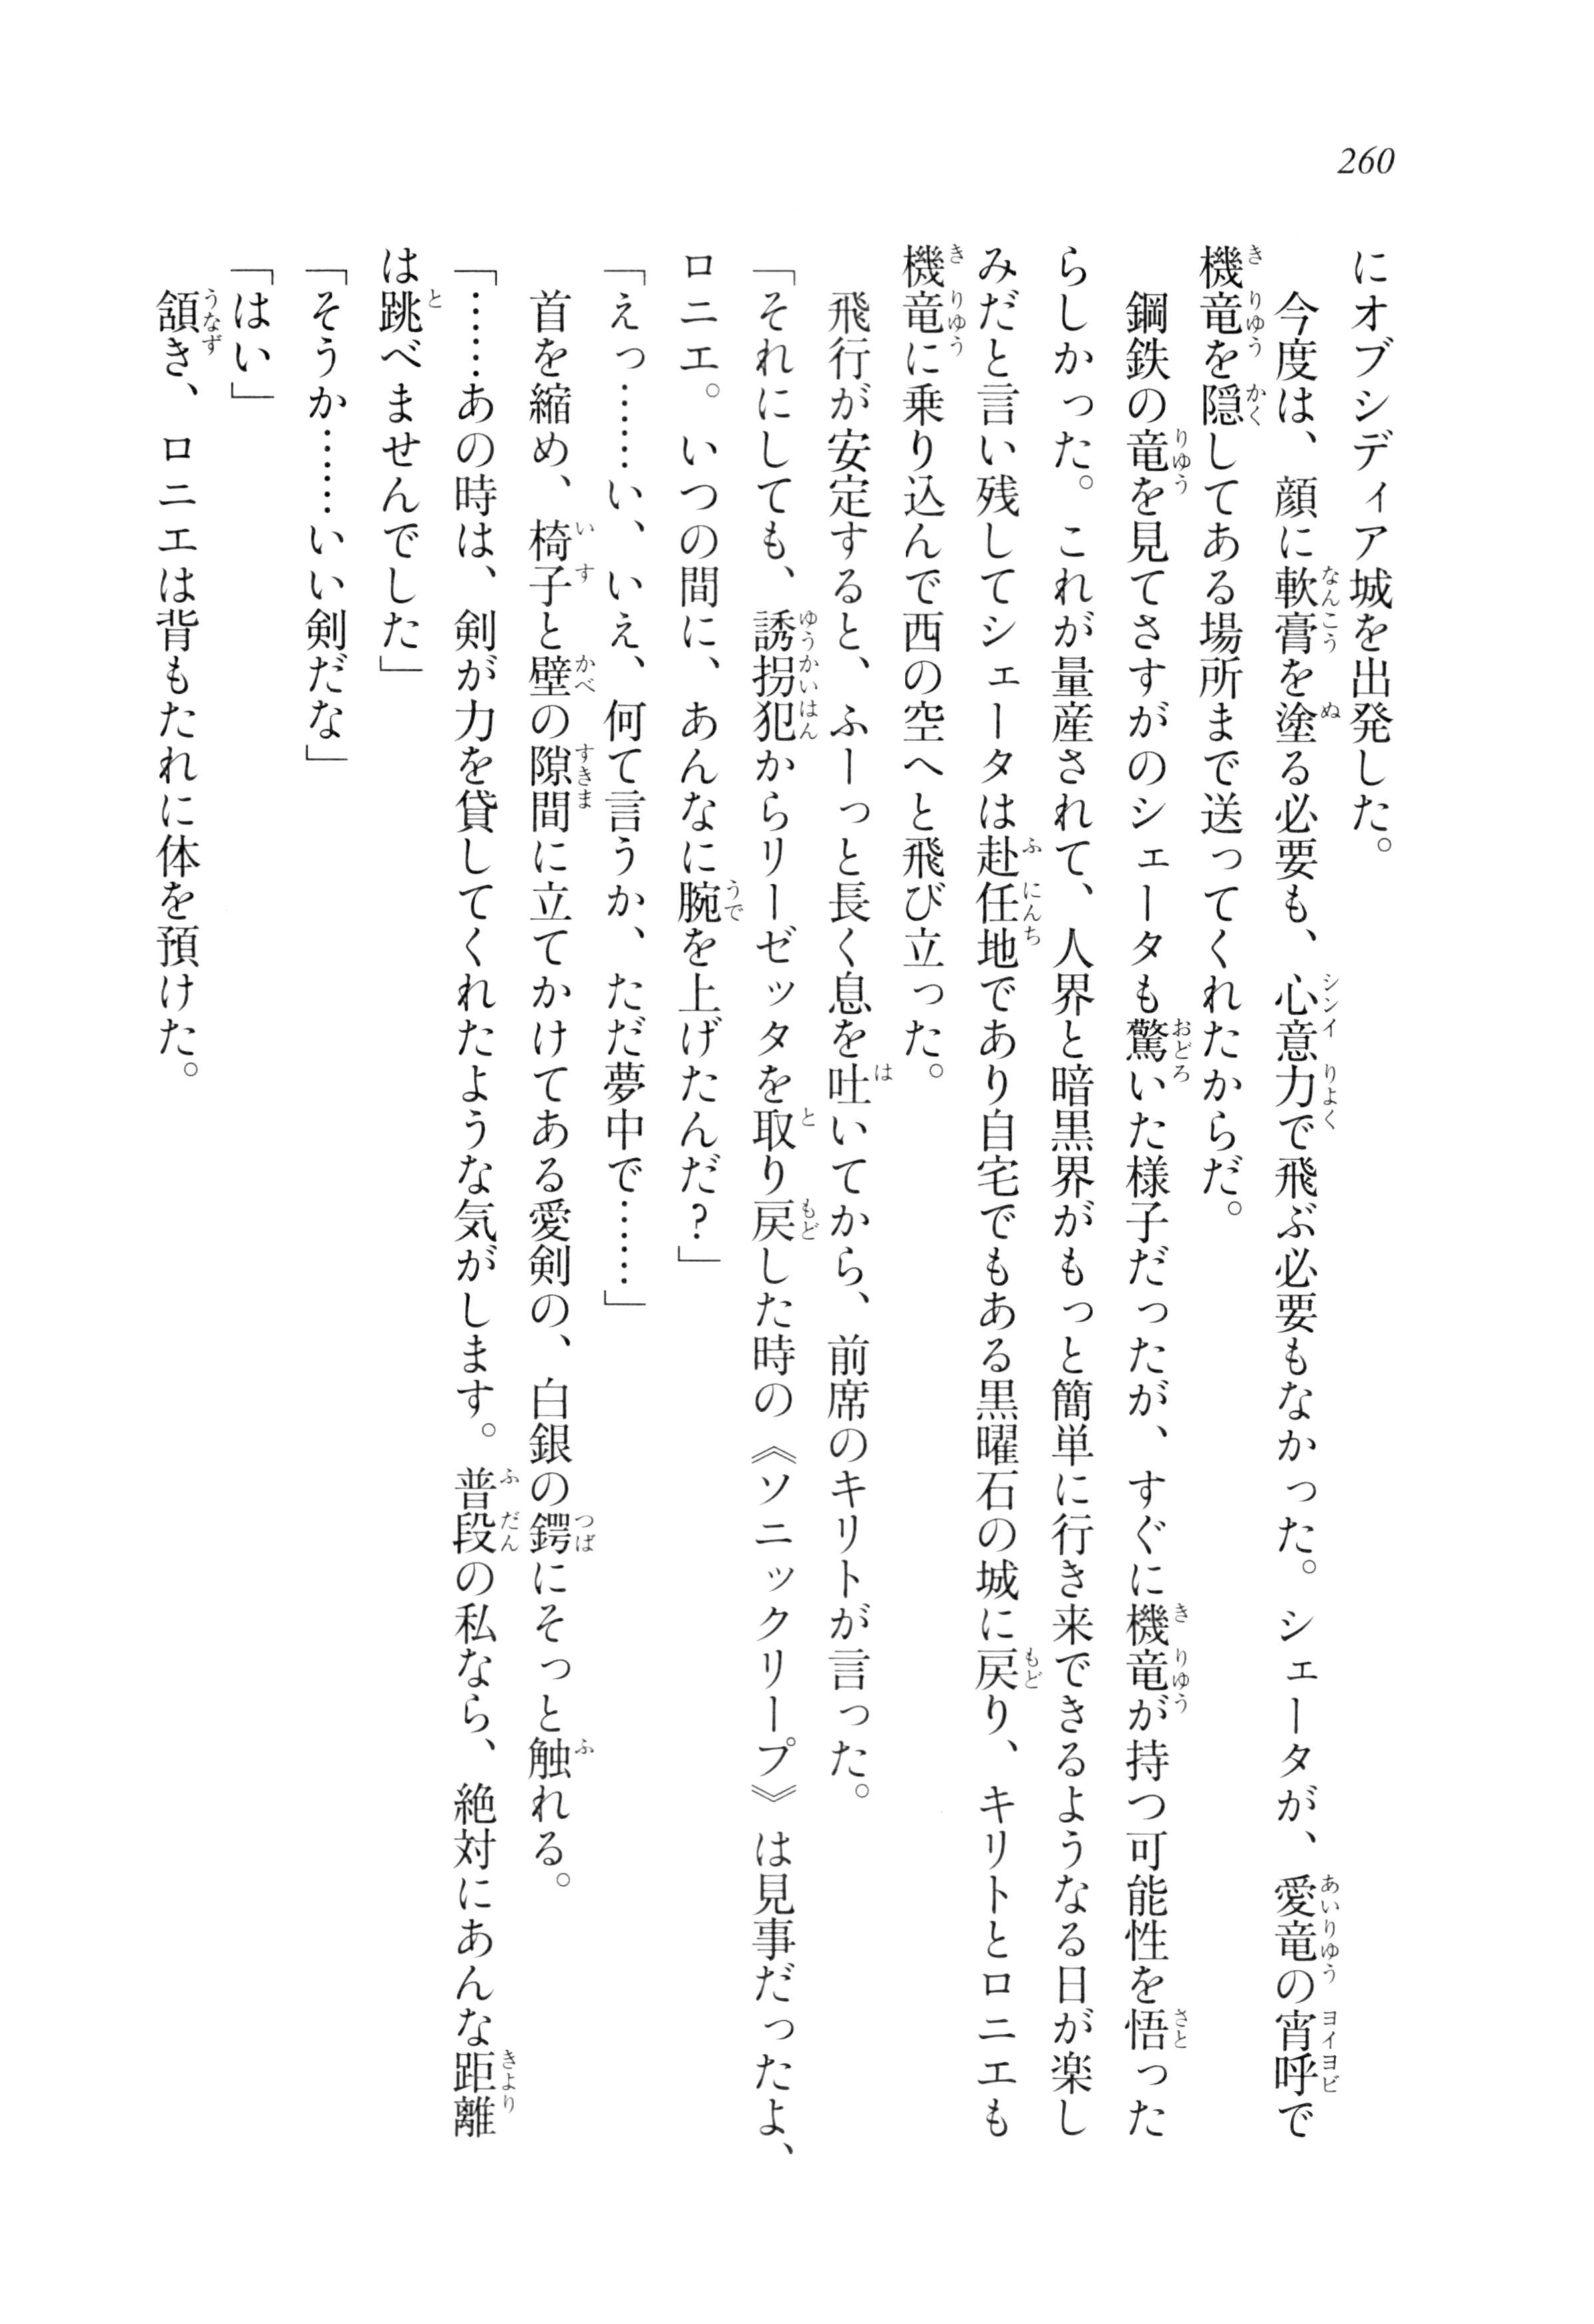 260
にオブシディア城を出発した。
　今度は、顔に軟膏を塗る必要も、心意力で飛ぶ必要もなかった。シェータが、愛竜の宵呼で
機竜を隠してある場所まで送ってくれたからだ。
　鋼鉄の竜を見てさすがのシェータも驚いた様子だったが、すぐに機竜が持つ可能性を悟った
らしかった。これが量産されて、人界と暗黒界がもっと簡単に行き来できるようなる日が楽し
みだと言い残してシェータは赴任地であり自宅でもある黒曜石の城に戻り、キリトとロニエも
機竜に乗り込んで西の空へと飛び立った。
　飛行が安定すると、ふーっと長く息を吐いてから、前席のキリトが言った。
「それにしても、誘拐犯からリーゼッタを取り戻した時の《ソニックリープ》は見事だったよ、
ロニエ。いつの間に、あんなに腕を上げたんだ？」
「えっ……い、いえ、何て言うか、ただ夢中で……」
　首を縮め、椅子と壁の隙間に立てかけてある愛剣の、白銀の鍔にそっと触れる。
「……あの時は、剣が力を貸してくれたような気がします。普段の私なら、絶対にあんな距離
は跳べませんでした」
「そうか……いい剣だな」
「はい」
　頷き、ロニエは背もたれに体を預けた。